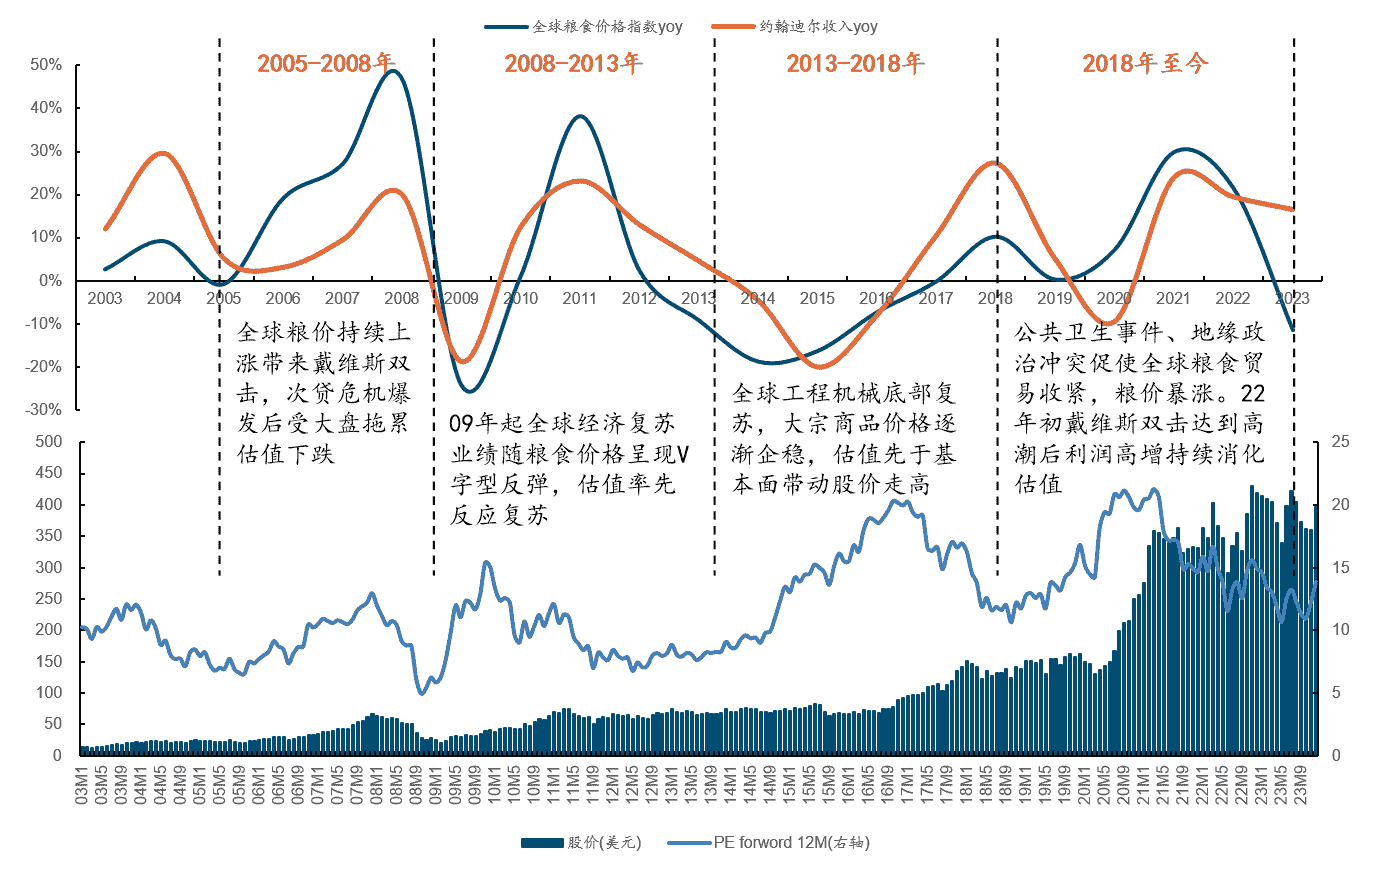 全球粮食价格指数yoy
约翰迪尔收入yoy
2005-2008年
2008-2013年
2013-2018年
2018年至今
50%
40%
30%
20%
10%
0%
-10%
-20%
-30%
2003
2004
2005
2006
2007
2008
2009
2010
2011
2012
2013
2014
2015
2016
2017
2018
2019
2020
2021
2022
2023
全球粮价持续上
涨带来戴维斯双
击，次贷危机爆
发后受大盘拖累
估值下跌
09年起全球经济复苏
业绩随粮食价格呈现V
字型反弹，估值率先
反应复苏
全球工程机械底部复
苏，大宗商品价格逐
渐企稳，估值先于基
本面带动股价走高
公共卫生事件、地缘政
治冲突促使全球粮食贸
易收紧，粮价暴涨。22
年初戴维斯双击达到高
潮后利润高增持续消化
估值
500
450
400
350
300
250
200
150
100
50
0
25
20
15
10
5
0
03M1
03M5
03M9
04M1
04M5
04M9
05M1
05M5
05M9
06M1
06M5
06M9
07M1
07M5
07M9
08M1
08M5
08M9
09M1
09M5
09M9
10M1
10M5
10M9
11M1
11M5
11M9
12M1
12M5
12M9
13M1
13M5
13M9
14M1
14M5
14M9
15M1
15M5
15M9
16M1
16M5
16M9
17M1
17M5
17M9
18M1
18M5
18M9
19M1
19M5
19M9
20M1
20M5
20M9
21M1
21M5
21M9
22M1
22M5
22M9
23M1
23M5
23M9
股价(美元)
PE forword 12M(右轴)